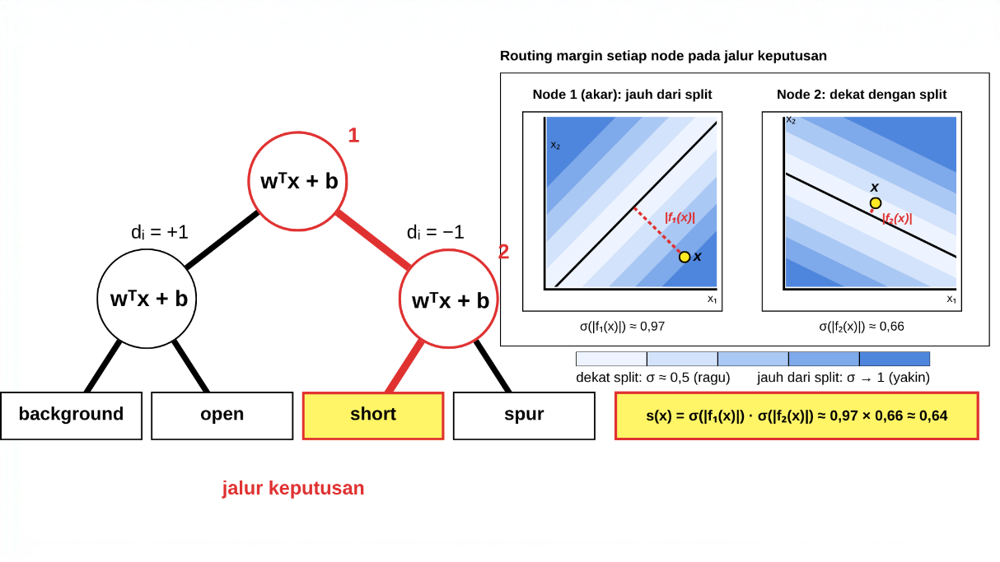 Routing margin setiap node pada jalur keputusan
Node 1 (akar): jauh dari split
Node 2: dekat dengan split
x₂
|f₁(x)|
x
x₁
x₂
x
|f₂(x)|
x₁
σ(|f₁(x)|) ≈ 0,97
σ(|f₂(x)|) ≈ 0,66
dekat split: σ ≈ 0,5 (ragu)
jauh dari split: σ → 1 (yakin)
s(x) = σ(|f₁(x)|) · σ(|f₂(x)|) ≈ 0,97 × 0,66 ≈ 0,64
1
wᵀx + b
dᵢ = +1
dᵢ = −1
2
wᵀx + b
wᵀx + b
background
open
short
spur
jalur keputusan